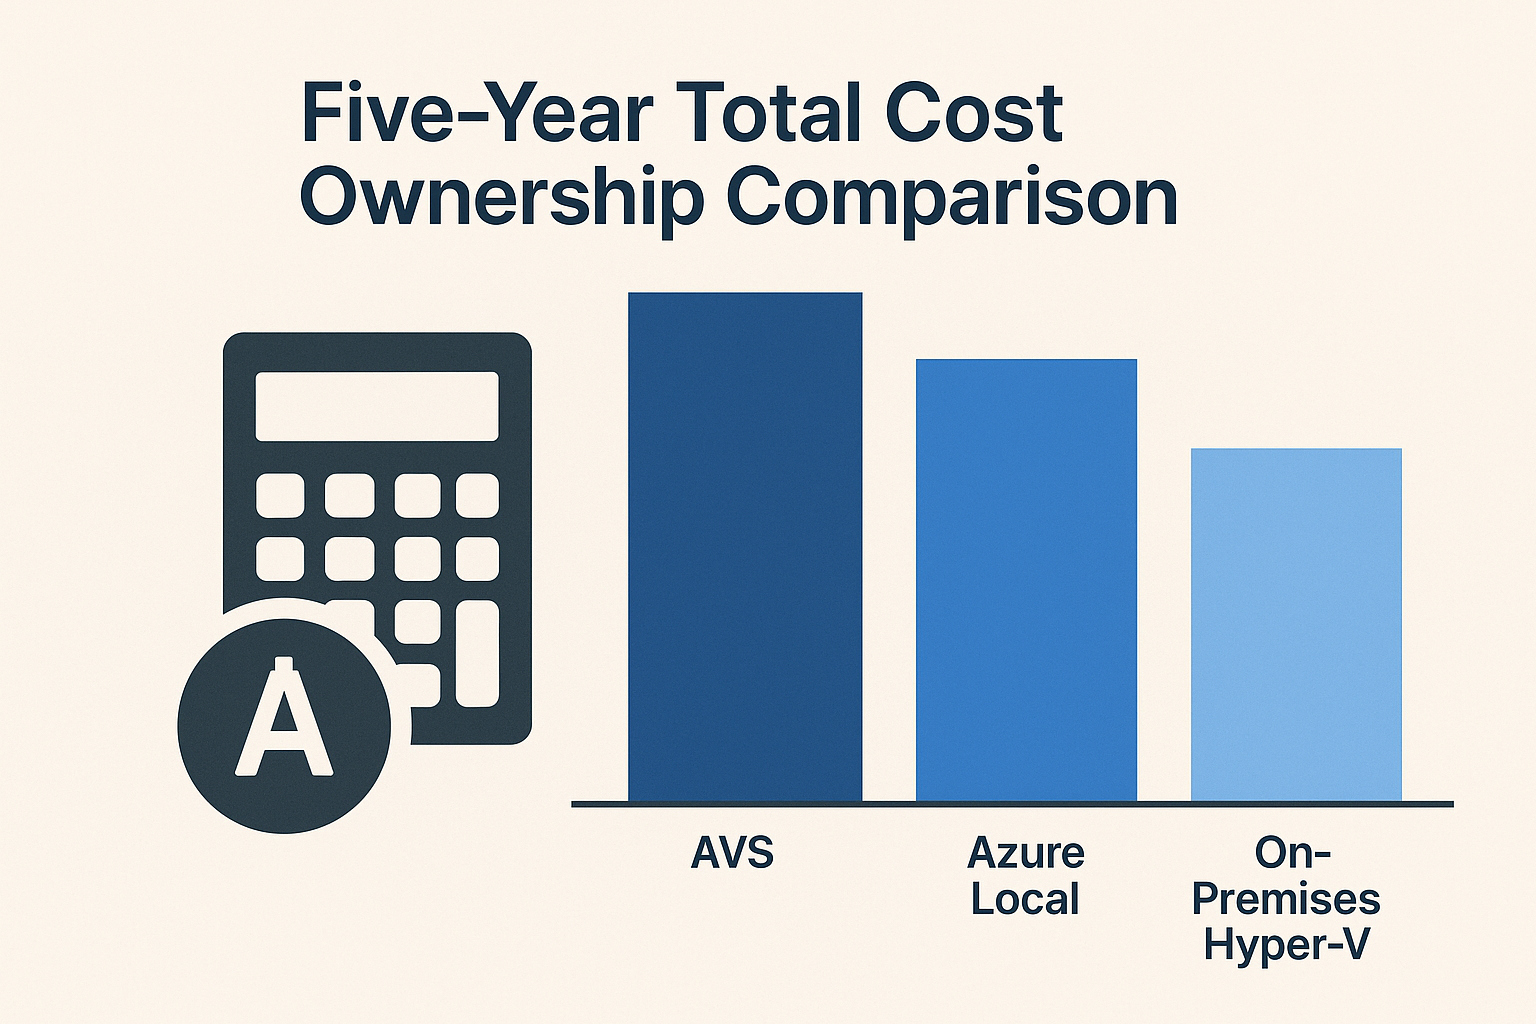 Five-Year Total Cost
Ownership Comparison
A
AVS
Azure
Local
On-
Premises
Hyper-V